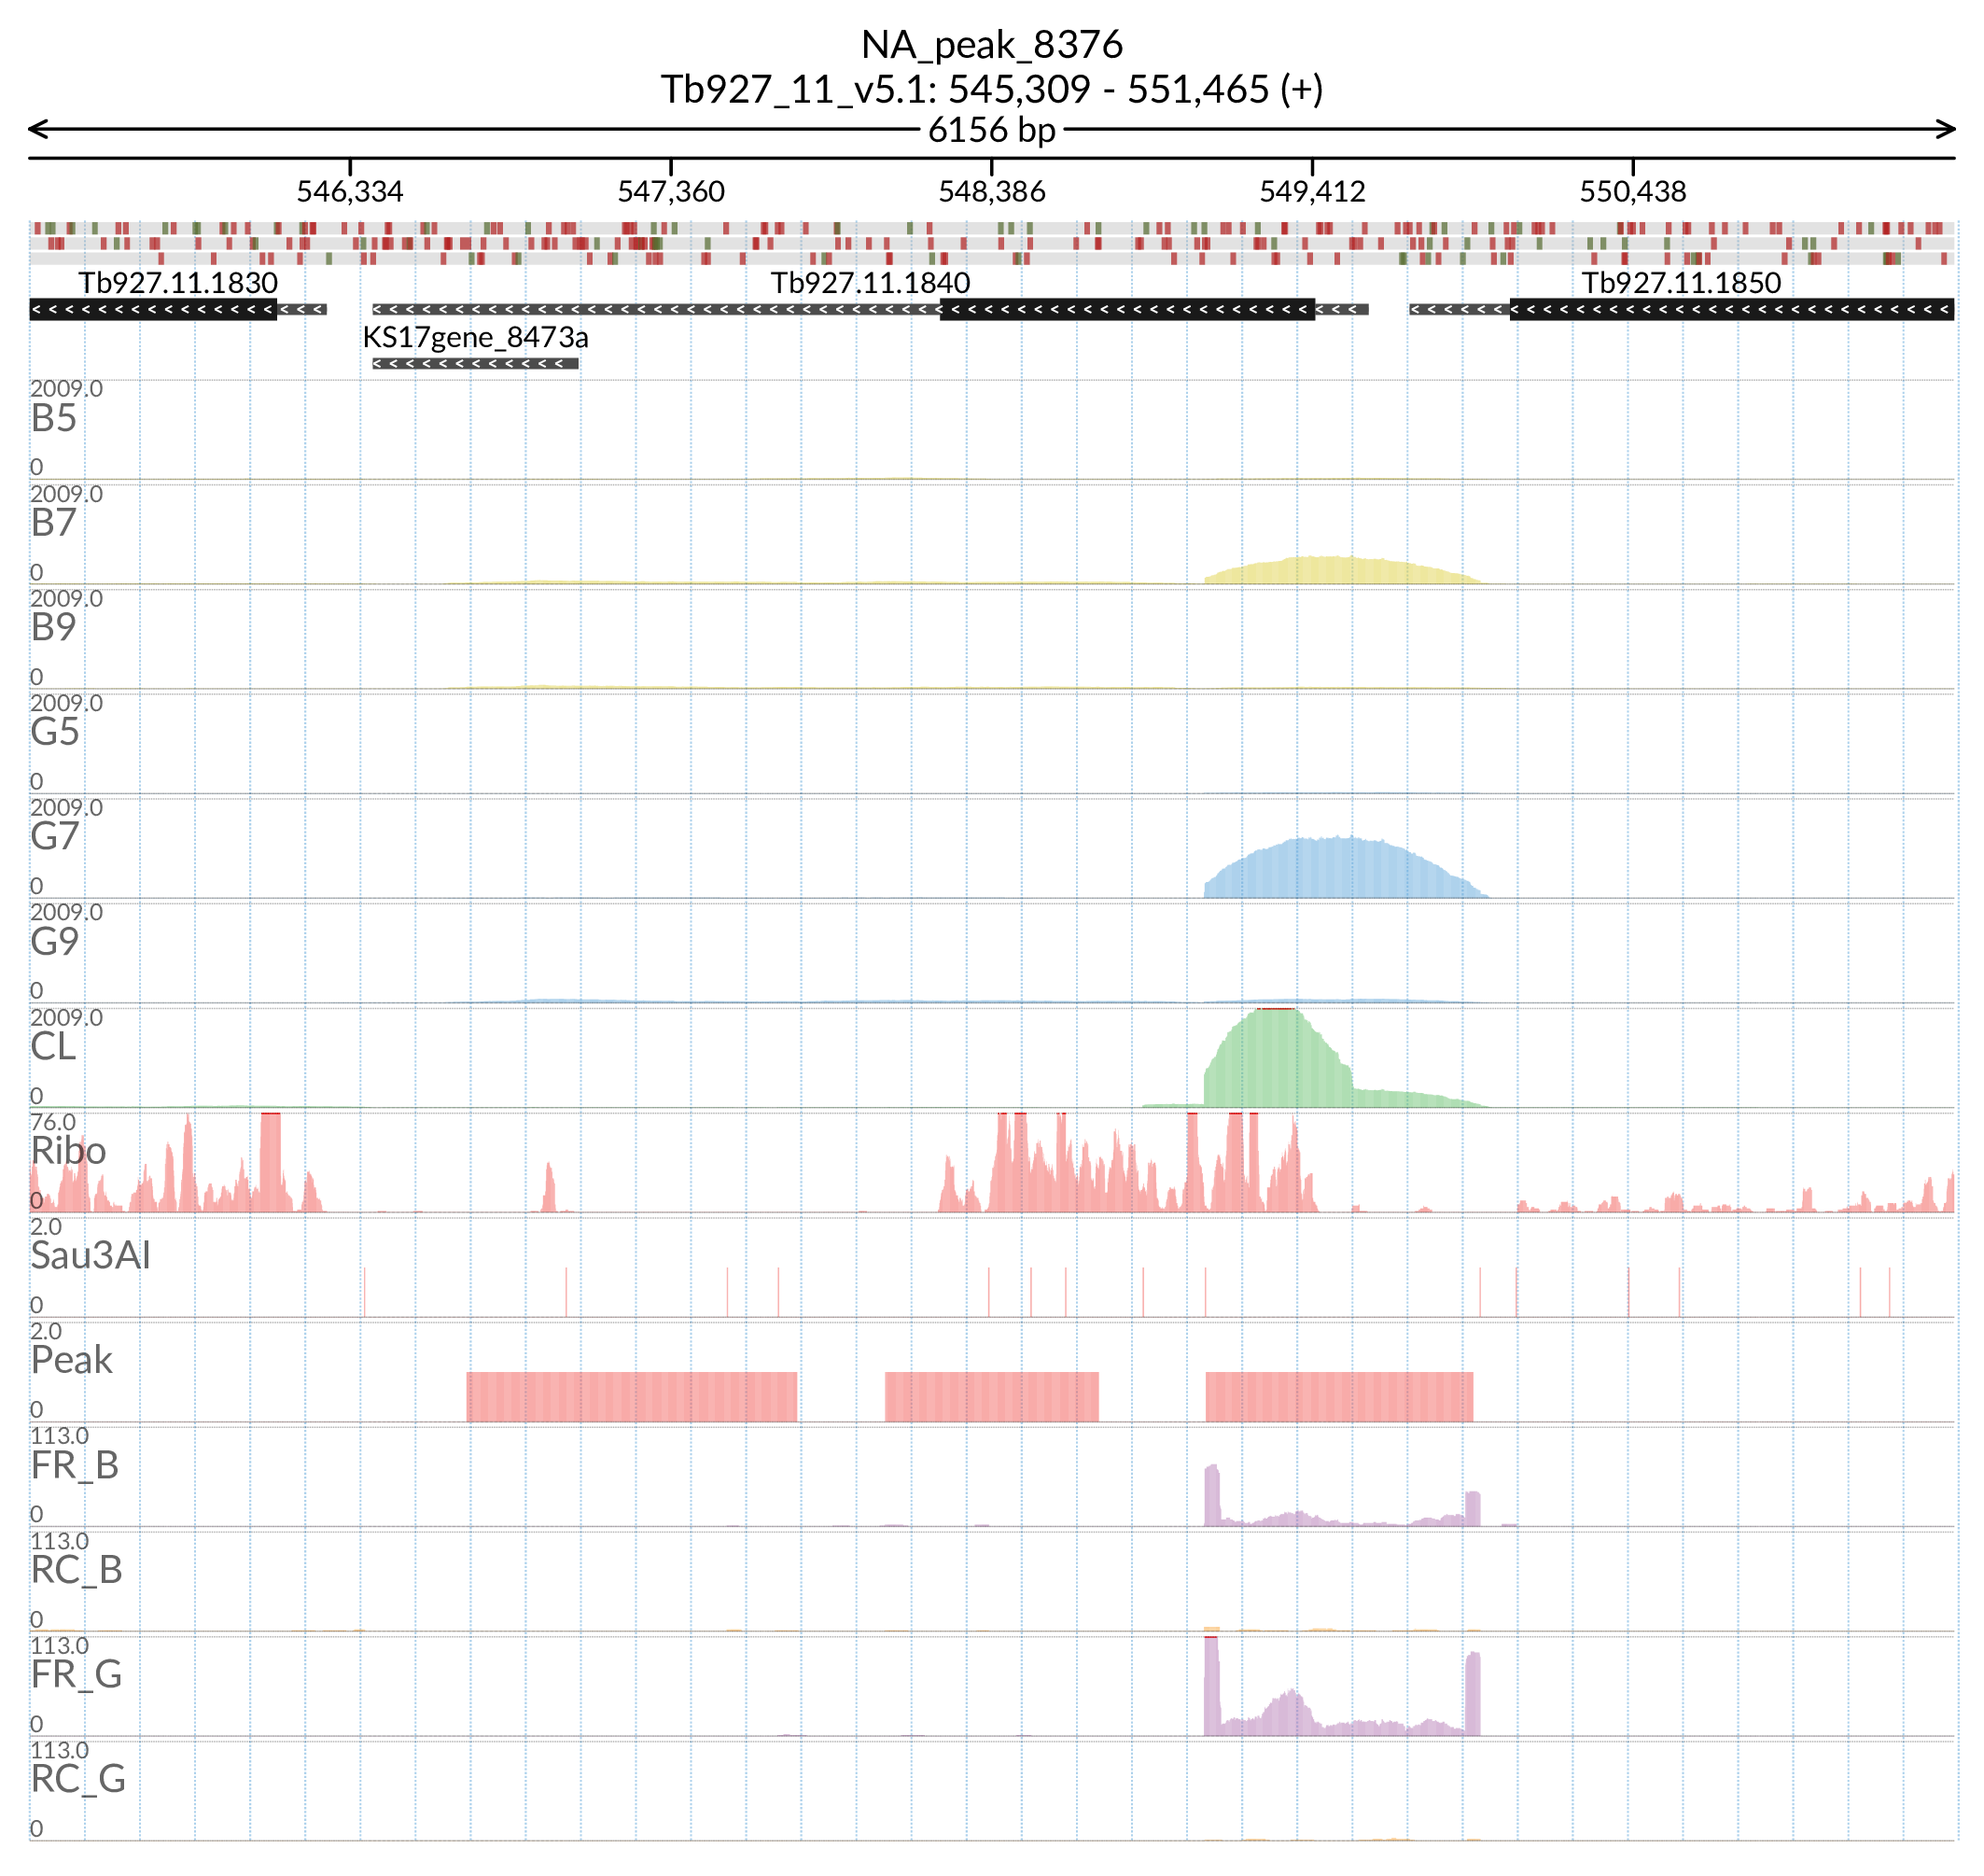 NA_peak_8376
Tb927_11_v5.1: 545,309 - 551,465 (+)
6156 bp
546,334 547,360 548,386 549,412 550,438
Tb927.11.1830 Tb927.11.1840 Tb927.11.1850
KS17gene_8473a
2009.0
B5
0
2009.0
B7
0
2009.0
B9
0
2009.0
G5
0
2009.0
G7
0
2009.0
G9
0
2009.0
CL
0
76.0
Ribo
0
2.0
Sau3AI
0
2.0
Peak
0
113.0
FR_B
0
113.0
RC_B
0
113.0
FR_G
0
113.0
RC_G
0